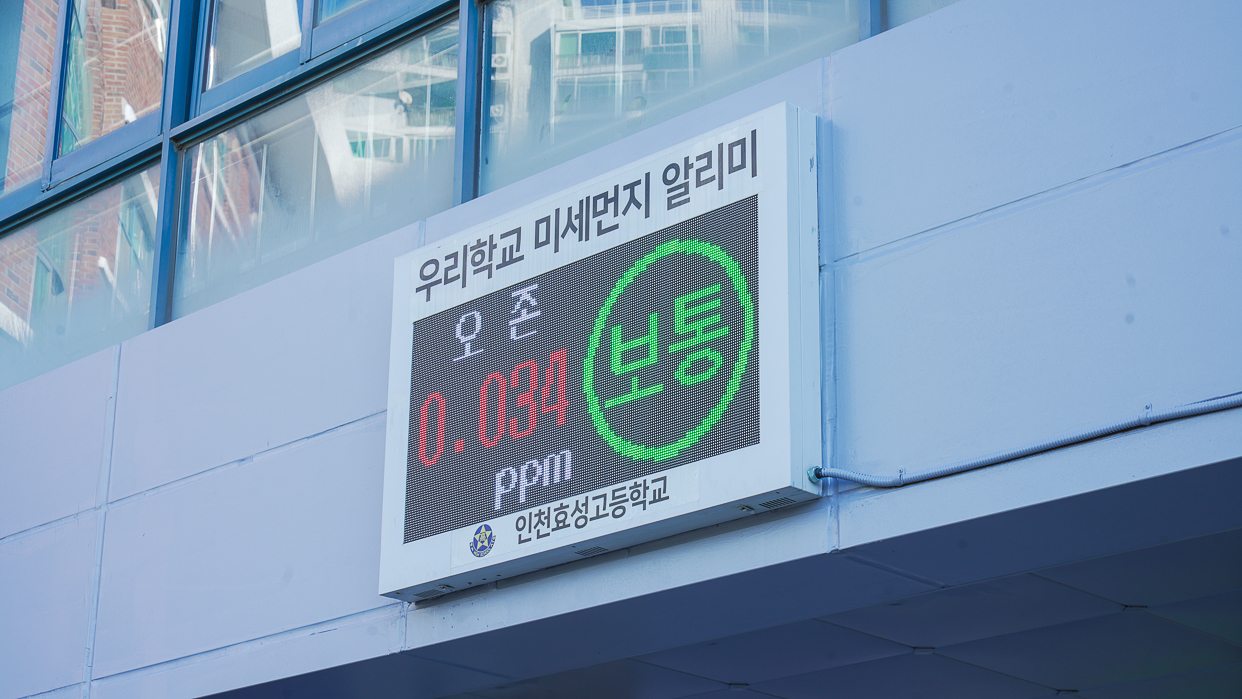 우리학교 미세먼지 알리미
오존
0.034
ppm
보통
인천효성고등학교